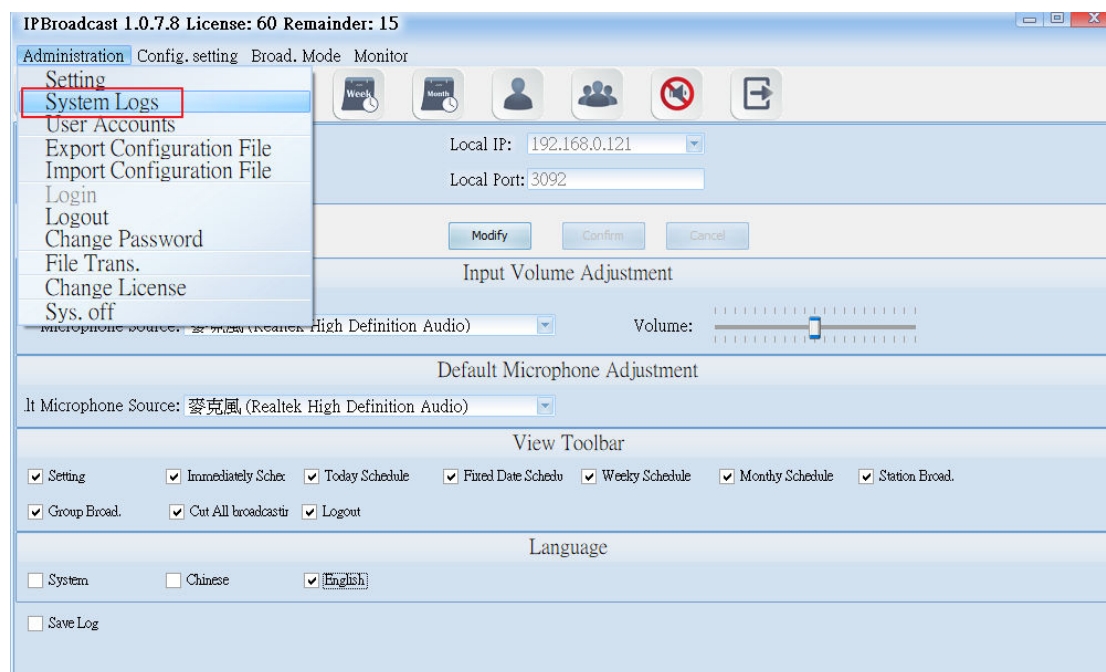 IPBroadcast 1.0.7.8 License: 60 Remainder: 15
Administration Config. setting Broad. Mode Monitor
Setting
System Logs
User Accounts
Export Configuration File
Import Configuration File
Login
Logout
Change Password
File Trans.
Change License
Sys. off
Week
Month
Local IP: 192.168.0.121
Local Port: 3092
Modify Confirm Cancel
Input Volume Adjustment
Microphone Source: 麥克風 (Realtek High Definition Audio) Volume:
Default Microphone Adjustment
lt Microphone Source: 麥克風 (Realtek High Definition Audio)
View Toolbar
Setting Immediately Sche Today Schedule Fixed Date Schedu Weeky Schedule Monthy Schedule Station Broad.
Group Broad. Cut All broadcastir Logout
Language
System Chinese English
Save Log